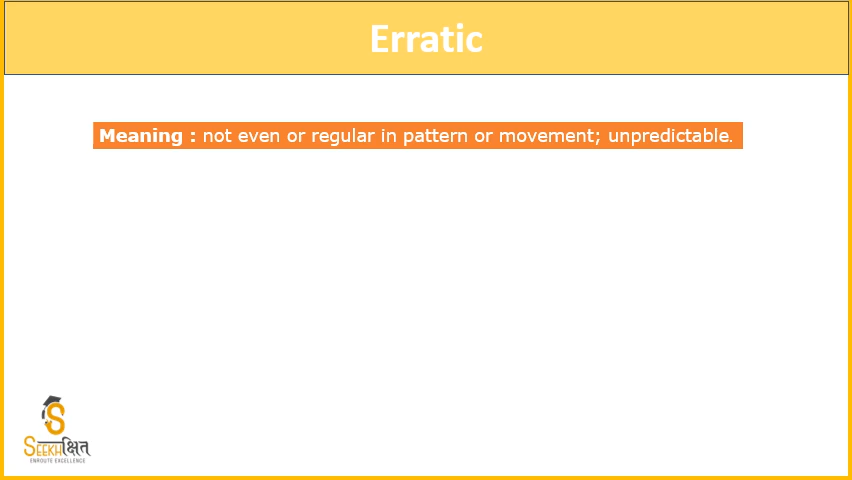 Erratic
Meaning : not even or regular in pattern or movement; unpredictable.
SEEKHक्षित
ENROUTE EXCELLENCE